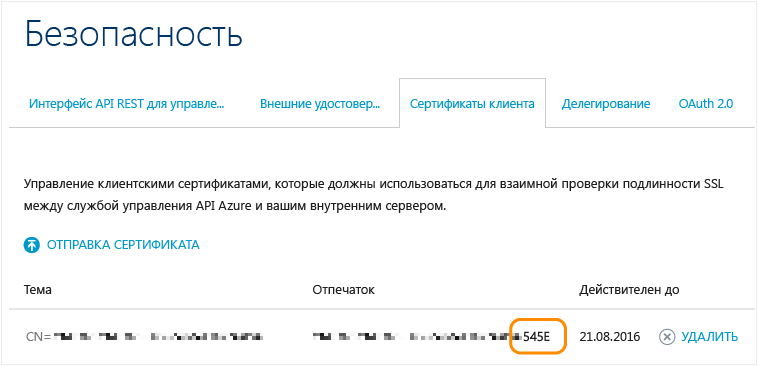 Безопасность
Интерфейс API REST для управле... Внешние удостовер... Сертификаты клиента Делегирование OAuth 2.0
Управление клиентскими сертификатами, которые должны использоваться для взаимной проверки подлинности SSL
между службой управления API Azure и вашим внутренним сервером.
ОТПРАВКА СЕРТИФИКАТА
Тема Отпечаток Действителен до
CN= 545E 21.08.2016 УДАЛИТЬ